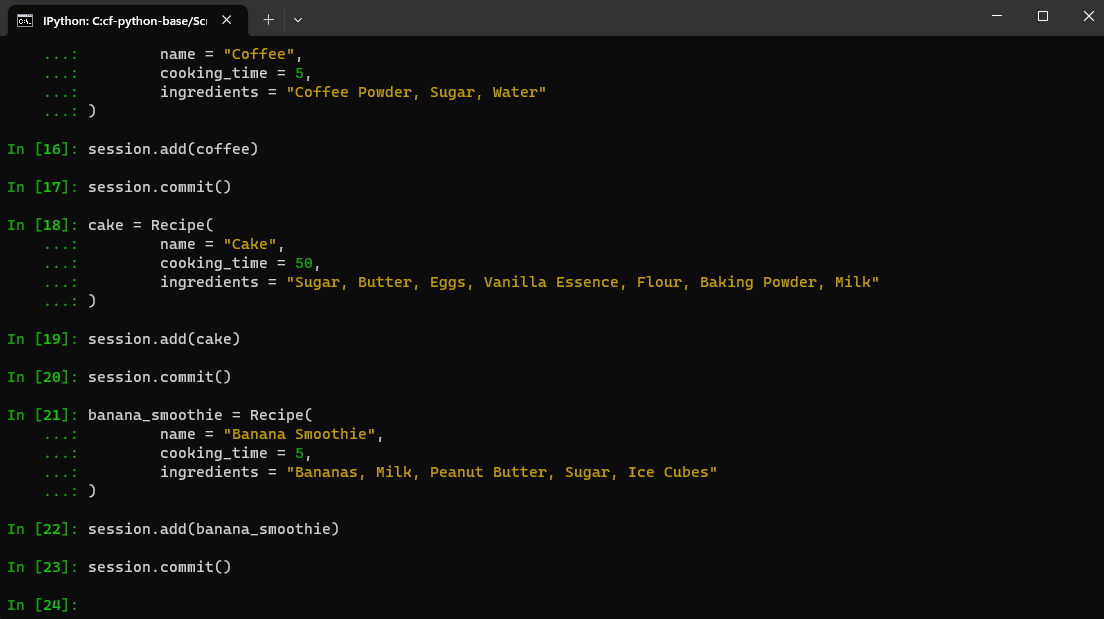 IPython: C:cf-python-base/Scr
...: name = "Coffee",
...: cooking_time = 5,
...: ingredients = "Coffee Powder, Sugar, Water"
...: )
In [16]: session.add(coffee)
In [17]: session.commit()
In [18]: cake = Recipe(
...: name = "Cake",
...: cooking_time = 50,
...: ingredients = "Sugar, Butter, Eggs, Vanilla Essence, Flour, Baking Powder, Milk"
...: )
In [19]: session.add(cake)
In [20]: session.commit()
In [21]: banana_smoothie = Recipe(
...: name = "Banana Smoothie",
...: cooking_time = 5,
...: ingredients = "Bananas, Milk, Peanut Butter, Sugar, Ice Cubes"
...: )
In [22]: session.add(banana_smoothie)
In [23]: session.commit()
In [24]: